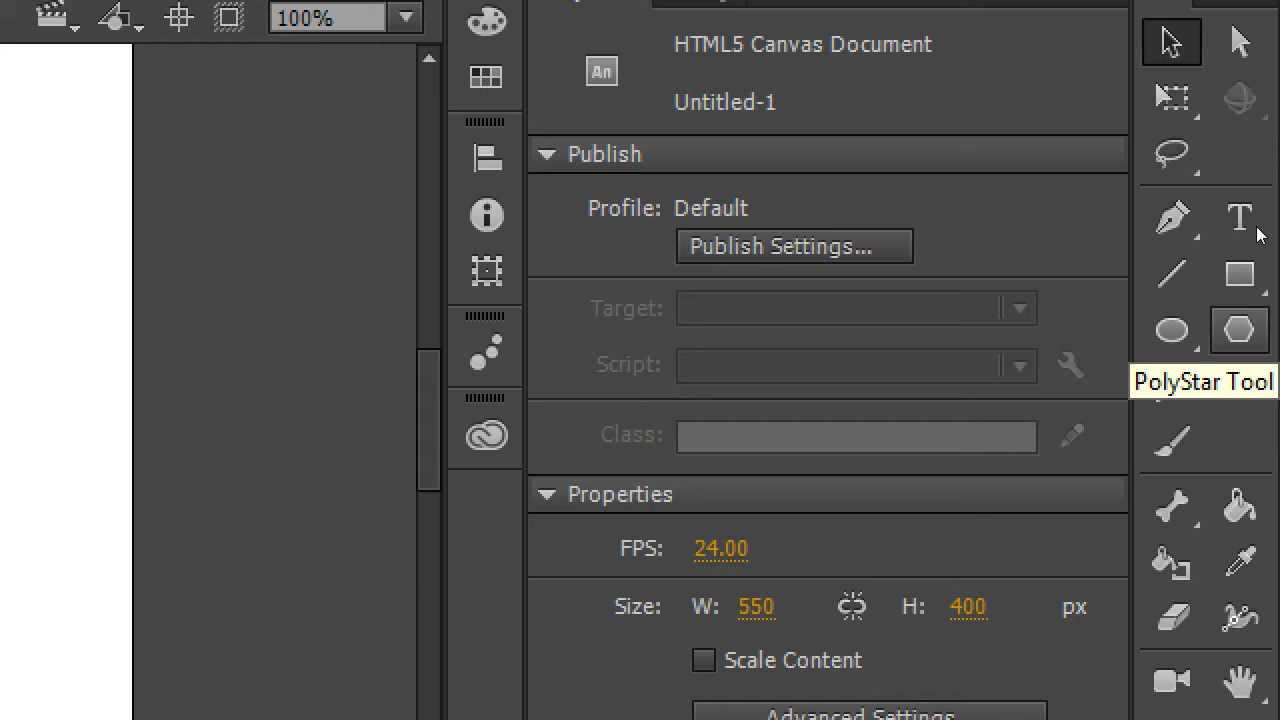 100%
HTML5 Canvas Document
An
Untitled-1
Publish
Profile: Default
Publish Settings...
Target:
Script:
PolyStar Tool
Class:
Properties
FPS: 24.00
Size: W: 550 H: 400 px
Scale Content
Advanced Settings